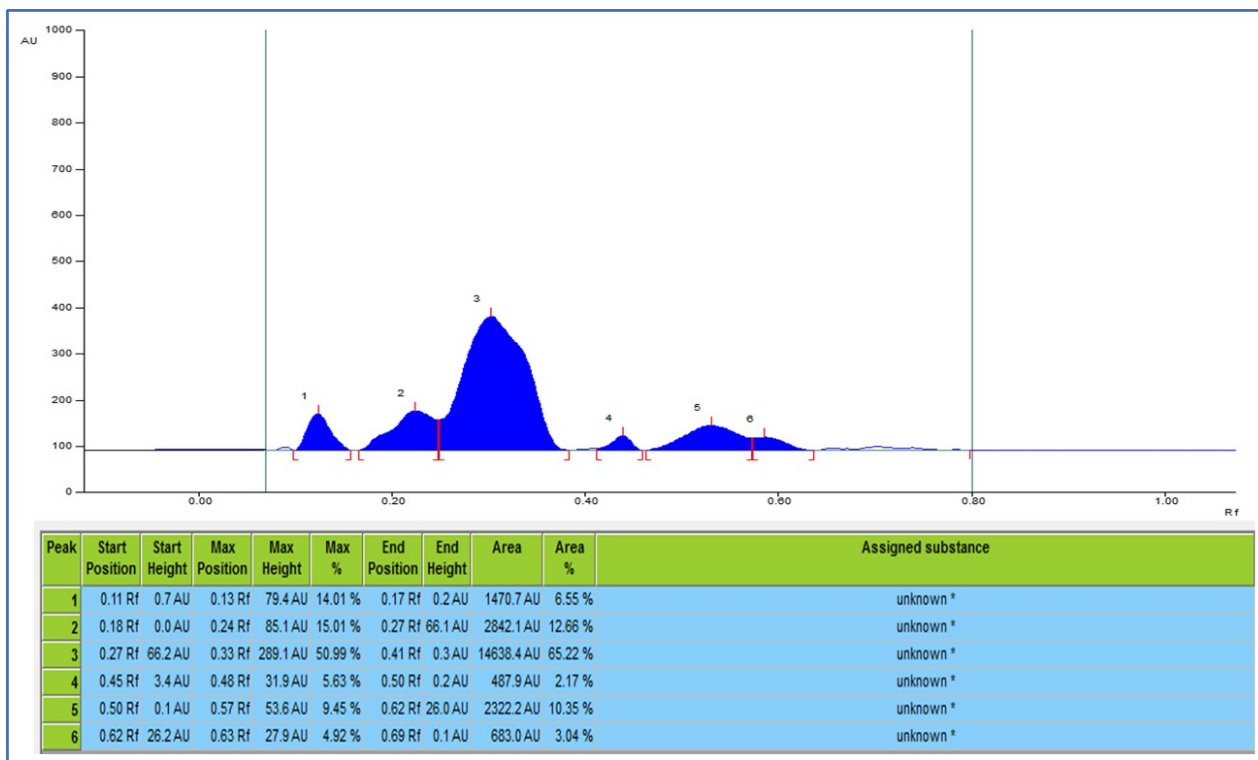 1000
AU
900
800
700
600
500
400
3
300
200
1
2
5
4
6
100
0
0.00 0.20 0.40 0.60 0.80 1.00
Rf
Peak Start Position Start Height Max Position Max Height Max % End Position End Height Area Area % Assigned substance
1 0.11 Rf 0.7 AU 0.13 Rf 79.4 AU 14.01 % 0.17 Rf 0.2 AU 1470.7 AU 6.55 % unknown *
2 0.18 Rf 0.0 AU 0.24 Rf 85.1 AU 15.01 % 0.27 Rf 66.1 AU 2842.1 AU 12.66 % unknown *
3 0.27 Rf 66.2 AU 0.33 Rf 289.1 AU 50.99 % 0.41 Rf 0.3 AU 14638.4 AU 65.22 % unknown *
4 0.45 Rf 3.4 AU 0.48 Rf 31.9 AU 5.63 % 0.50 Rf 0.2 AU 487.9 AU 2.17 % unknown *
5 0.50 Rf 0.1 AU 0.57 Rf 53.6 AU 9.45 % 0.62 Rf 26.0 AU 2322.2 AU 10.35 % unknown *
6 0.62 Rf 26.2 AU 0.63 Rf 27.9 AU 4.92 % 0.69 Rf 0.1 AU 683.0 AU 3.04 % unknown *